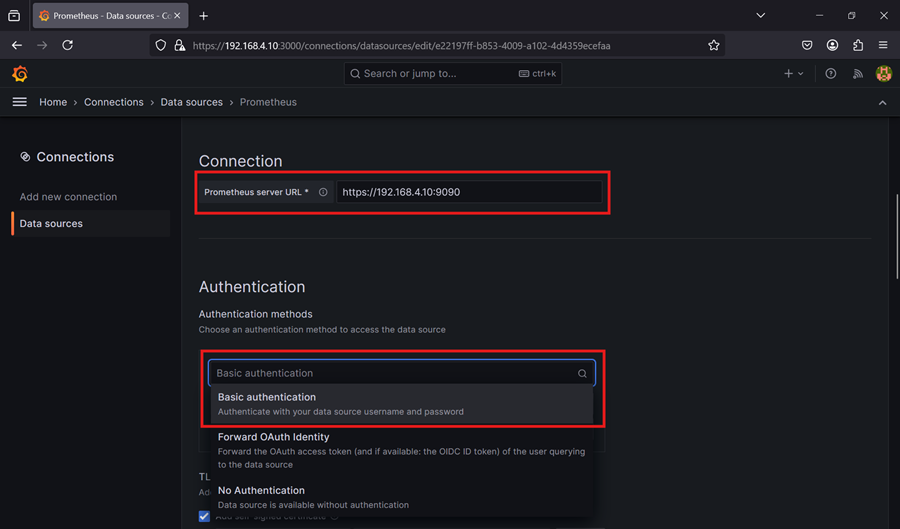 Prometheus - Data sources - Co
https://192.168.4.10:3000/connections/datasources/edit/e22197ff-b853-4009-a102-4d4359ecefaa
Search or jump to...
ctrl+k
Home › Connections › Data sources › Prometheus
Connections
Add new connection
Data sources
Connection
Prometheus server URL *
https://192.168.4.10:9090
Authentication
Authentication methods
Choose an authentication method to access the data source
Basic authentication
Basic authentication
Authenticate with your data source username and password
Forward OAuth Identity
Forward the OAuth access token (and if available: the OIDC ID token) of the user querying
to the data source
TL
No Authentication
Data source is available without authentication
Add self-signed certificate